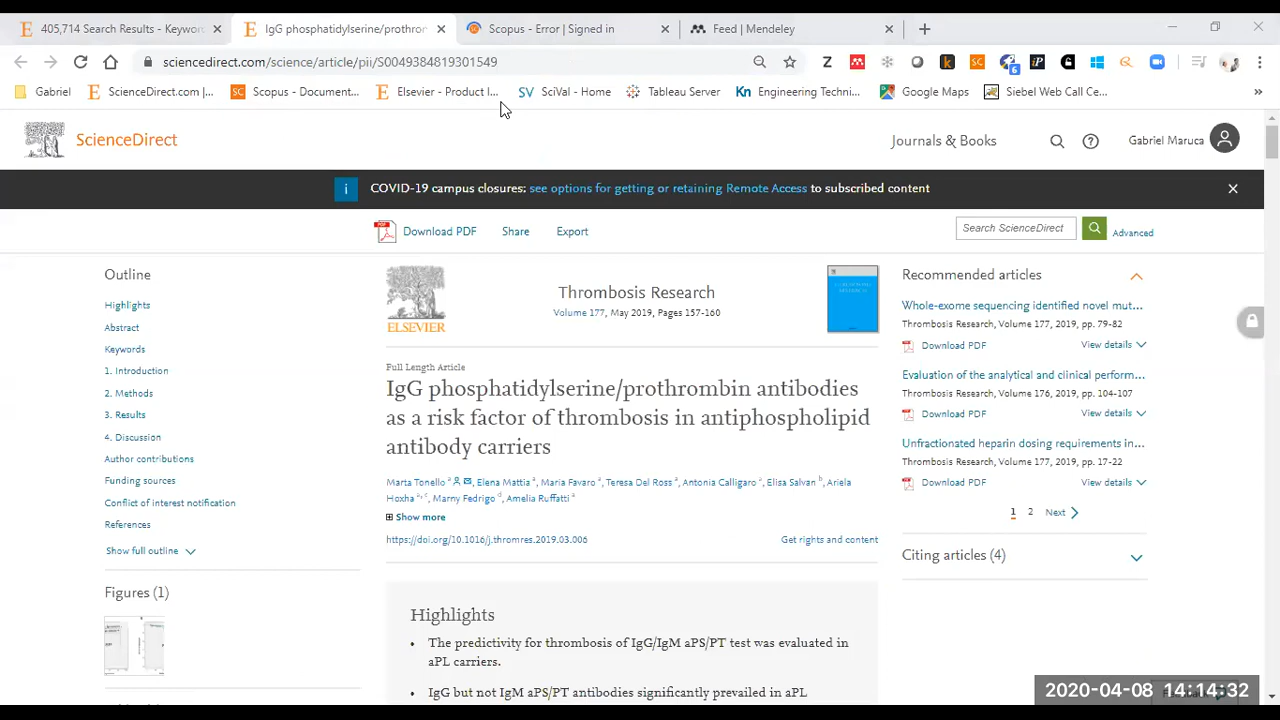 405,714 Search Results - Keywor
IgG phosphatidylserine/prothron
Scopus - Error | Signed in
Feed | Mendeley
sciencedirect.com/science/article/pii/S0049384819301543?
Gabriel
ScienceDirect.com |...
Scopus - Document...
Elsevier - Product I...
SciVal - Home
Tableau Server
Kn Engineering Techni...
Google Maps
Siebel Web Call Ce...
ScienceDirect
Journals & Books
Gabriel Maruca
COVID-19 campus closures: see options for getting or retaining Remote Access to subscribed content
Download PDF
Share
Export
Search ScienceDirect
Advanced
Outline
Highlights
Abstract
Keywords
1. Introduction
2. Methods
3. Results
4. Discussion
Author contributions
Funding sources
Conflict of interest notification
References
Show full outline
Figures (1)
ELSEVIER
Thrombosis Research
Volume 177, May 2019, Pages 157-160
Full Length Article
IgG phosphatidylserine/prothrombin antibodies
as a risk factor of thrombosis in antiphospholipid
antibody carriers
Marta Tonello a, Elena Mattia a, Maria Favaro a, Teresa Del Ross a, Antonia Calligaro a, Elisa Salvan b, Ariela
Hoxha a, c, Marny Fedrigo d, Amelia Ruffatti a
Show more
https://doi.org/10.1016/j.thromres.2019.03.006
Get rights and content
Highlights
• The predictivity for thrombosis of IgG/IgM aPS/PT test was evaluated in
aPL carriers.
• IgG but not IgM aPS/PT antibodies significantly prevailed in aPL
Recommended articles
Whole-exome sequencing identified novel mut...
Thrombosis Research, Volume 177, 2019, pp. 79-82
Download PDF
View details
Evaluation of the analytical and clinical perform...
Thrombosis Research, Volume 176, 2019, pp. 104-107
Download PDF
View details
Unfractionated heparin dosing requirements in...
Thrombosis Research, Volume 177, 2019, pp. 17-22
Download PDF
View details
1 2 Next
Citing articles (4)
2020-04-08 14:14:32